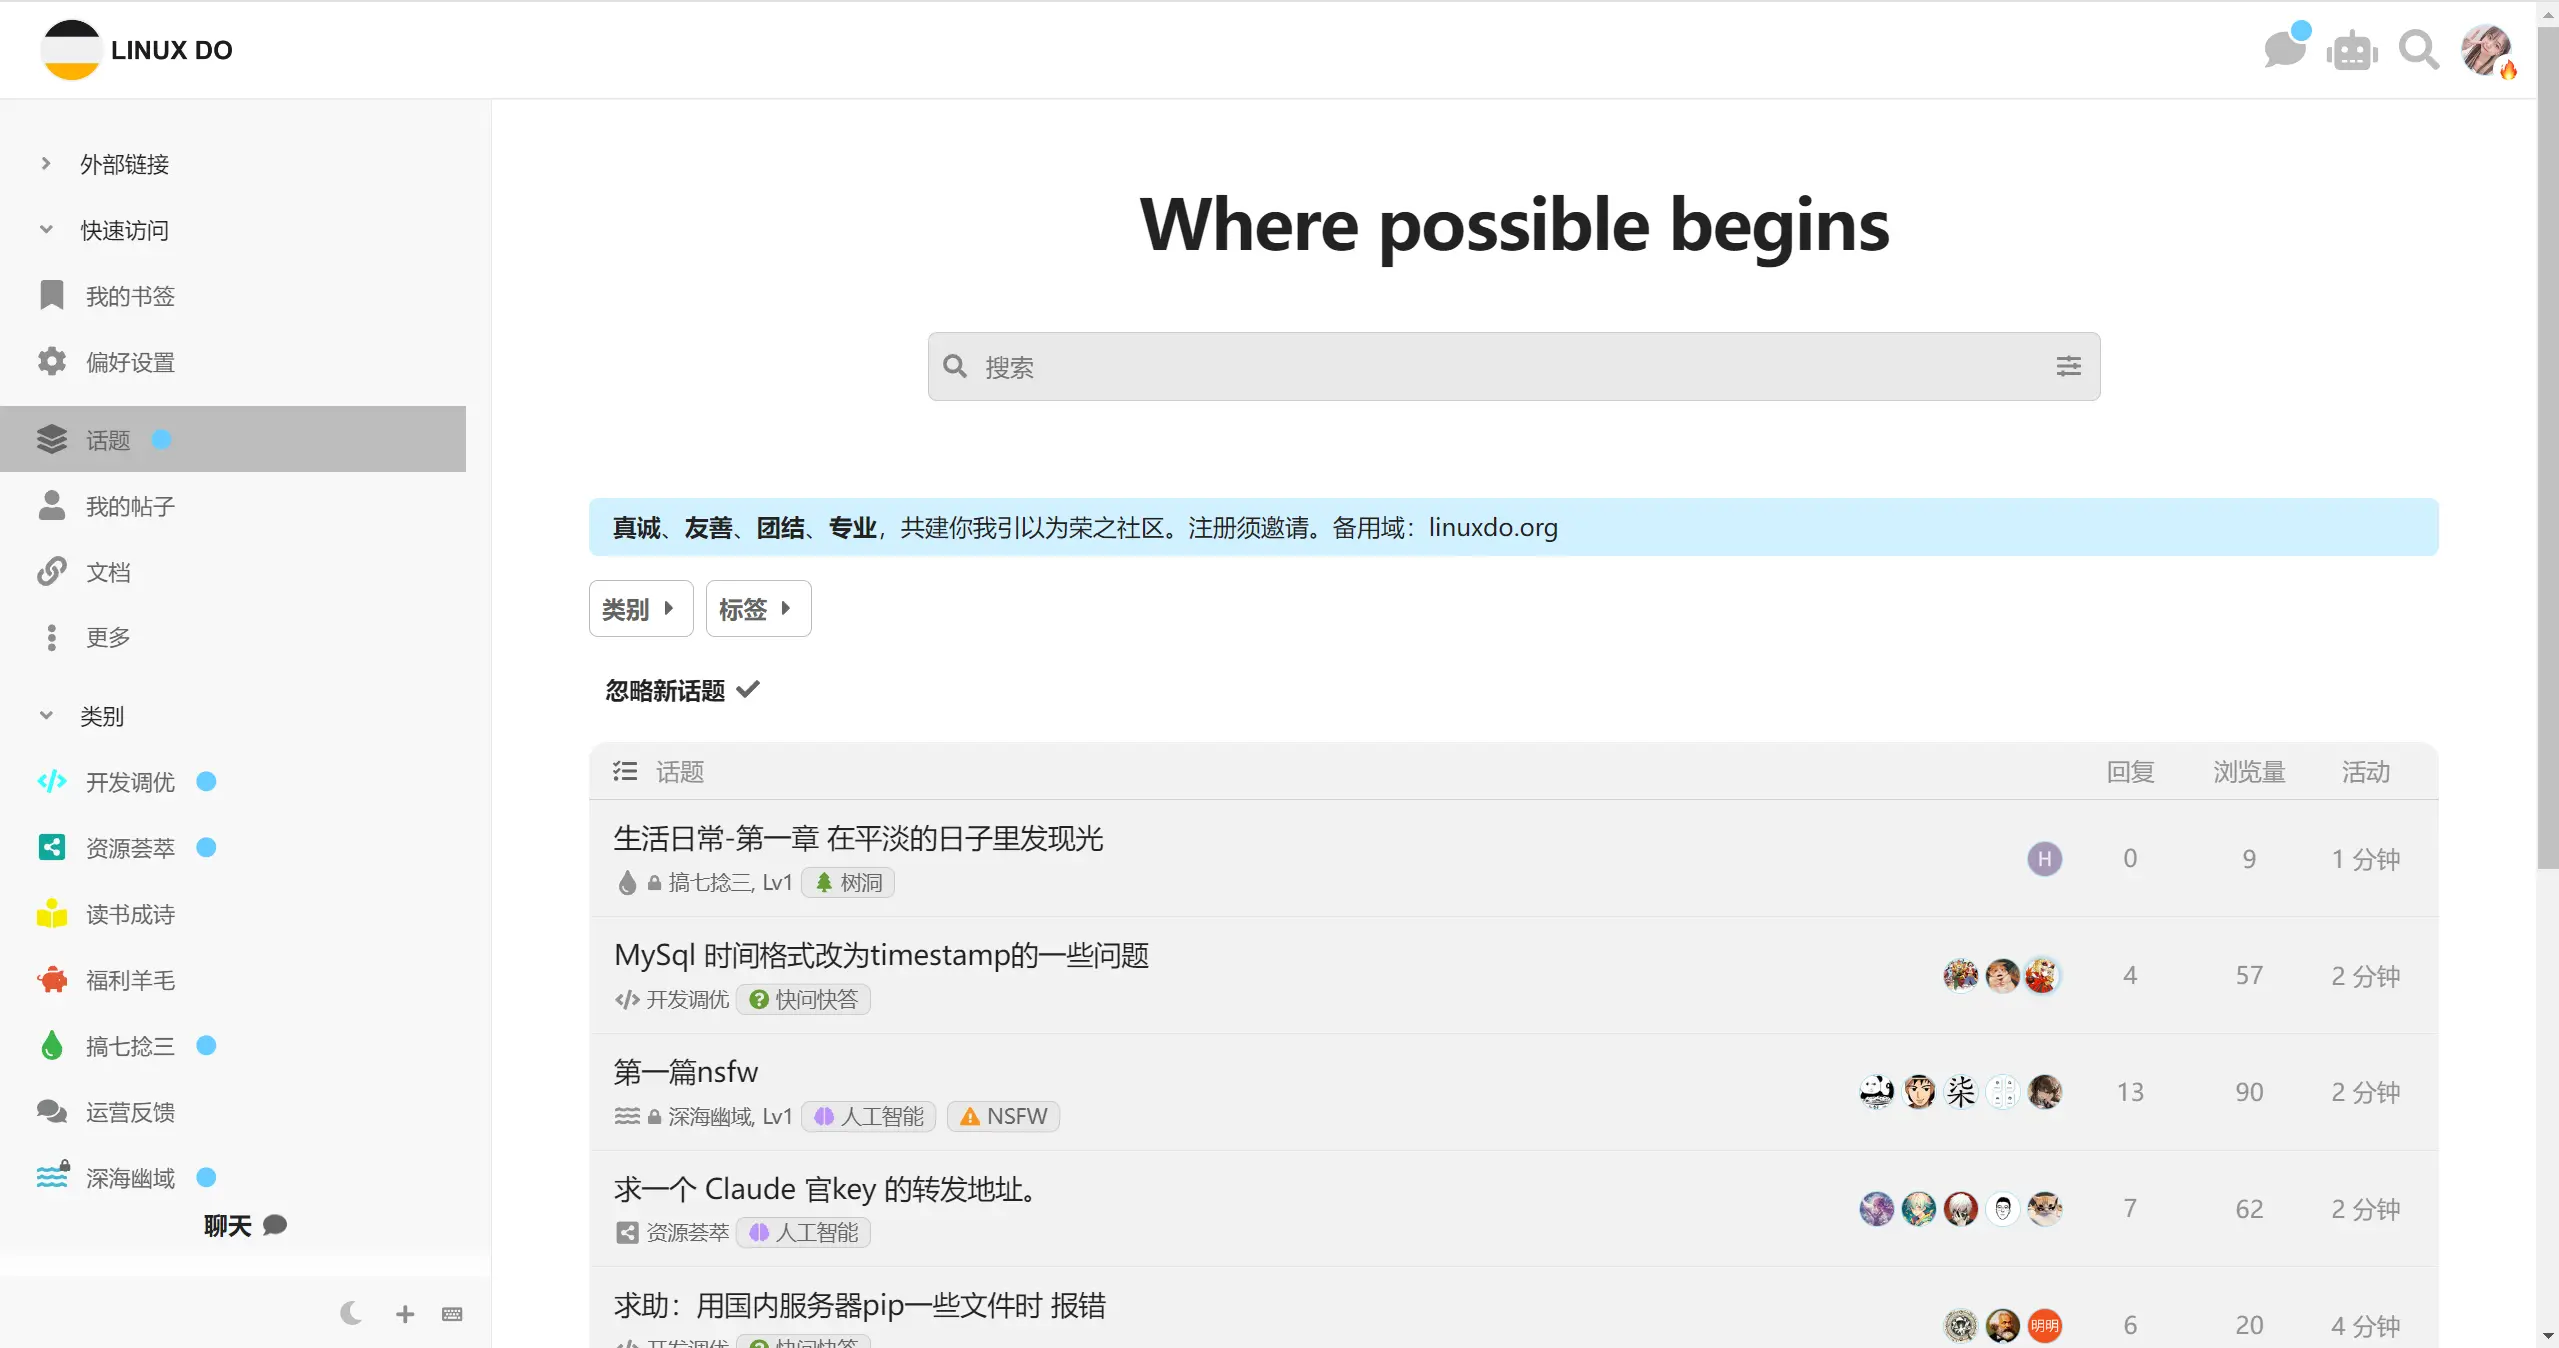 LINUX DO
外部链接
快速访问
我的书签
偏好设置
话题
我的帖子
文档
更多
类别
开发调优
资源荟萃
读书成诗
福利羊毛
搞七捻三
运营反馈
深海幽域
聊天
Where possible begins
搜索
真诚、友善、团结、专业，共建你我引以为荣之社区。注册须邀请。备用域：linuxdo.org
类别 标签
忽略新话题
话题 回复 浏览量 活动
生活日常-第一章 在平淡的日子里发现光
搞七捻三, Lv1 树洞
H 0 9 1 分钟
MySql 时间格式改为timestamp的一些问题
开发调优 快问快答
4 57 2 分钟
第一篇nsfw
深海幽域, Lv1 人工智能 NSFW
柒 13 90 2 分钟
求一个 Claude 官key 的转发地址。
资源荟萃 人工智能
7 62 2 分钟
求助：用国内服务器pip一些文件时 报错
开发调优 快问快答
明明 6 20 4 分钟